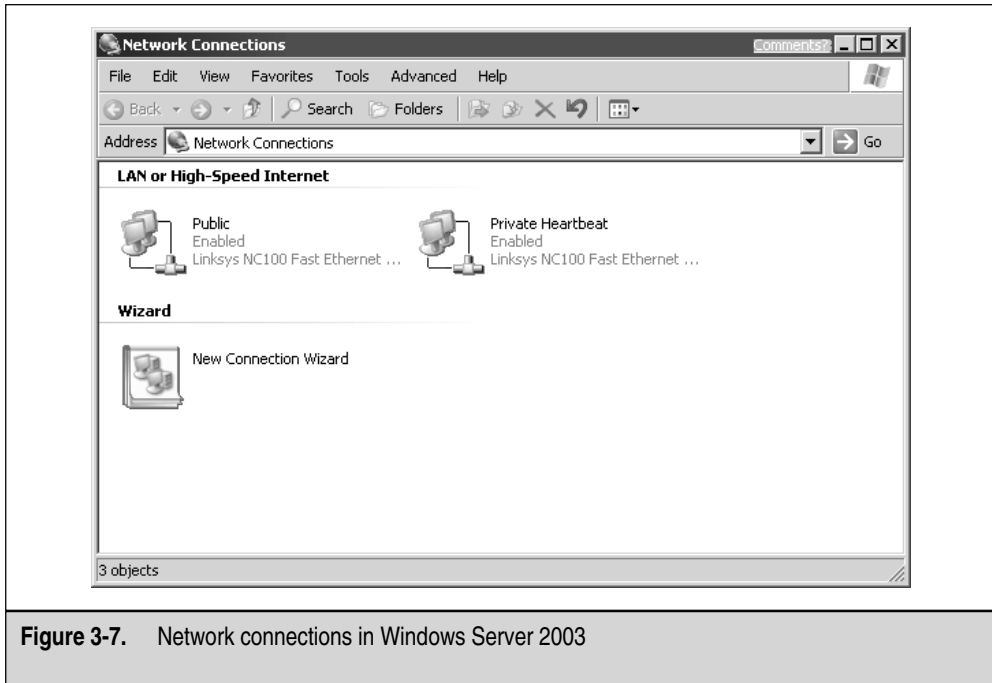 Network Connections
Comments?
File Edit View Favorites Tools Advanced Help
Back Search Folders
Address Network Connections Go
LAN or High-Speed Internet
Public
Enabled
Linksys NC100 Fast Ethernet ...
Private Heartbeat
Enabled
Linksys NC100 Fast Ethernet ...
Wizard
New Connection Wizard
3 objects
Figure 3-7. Network connections in Windows Server 2003